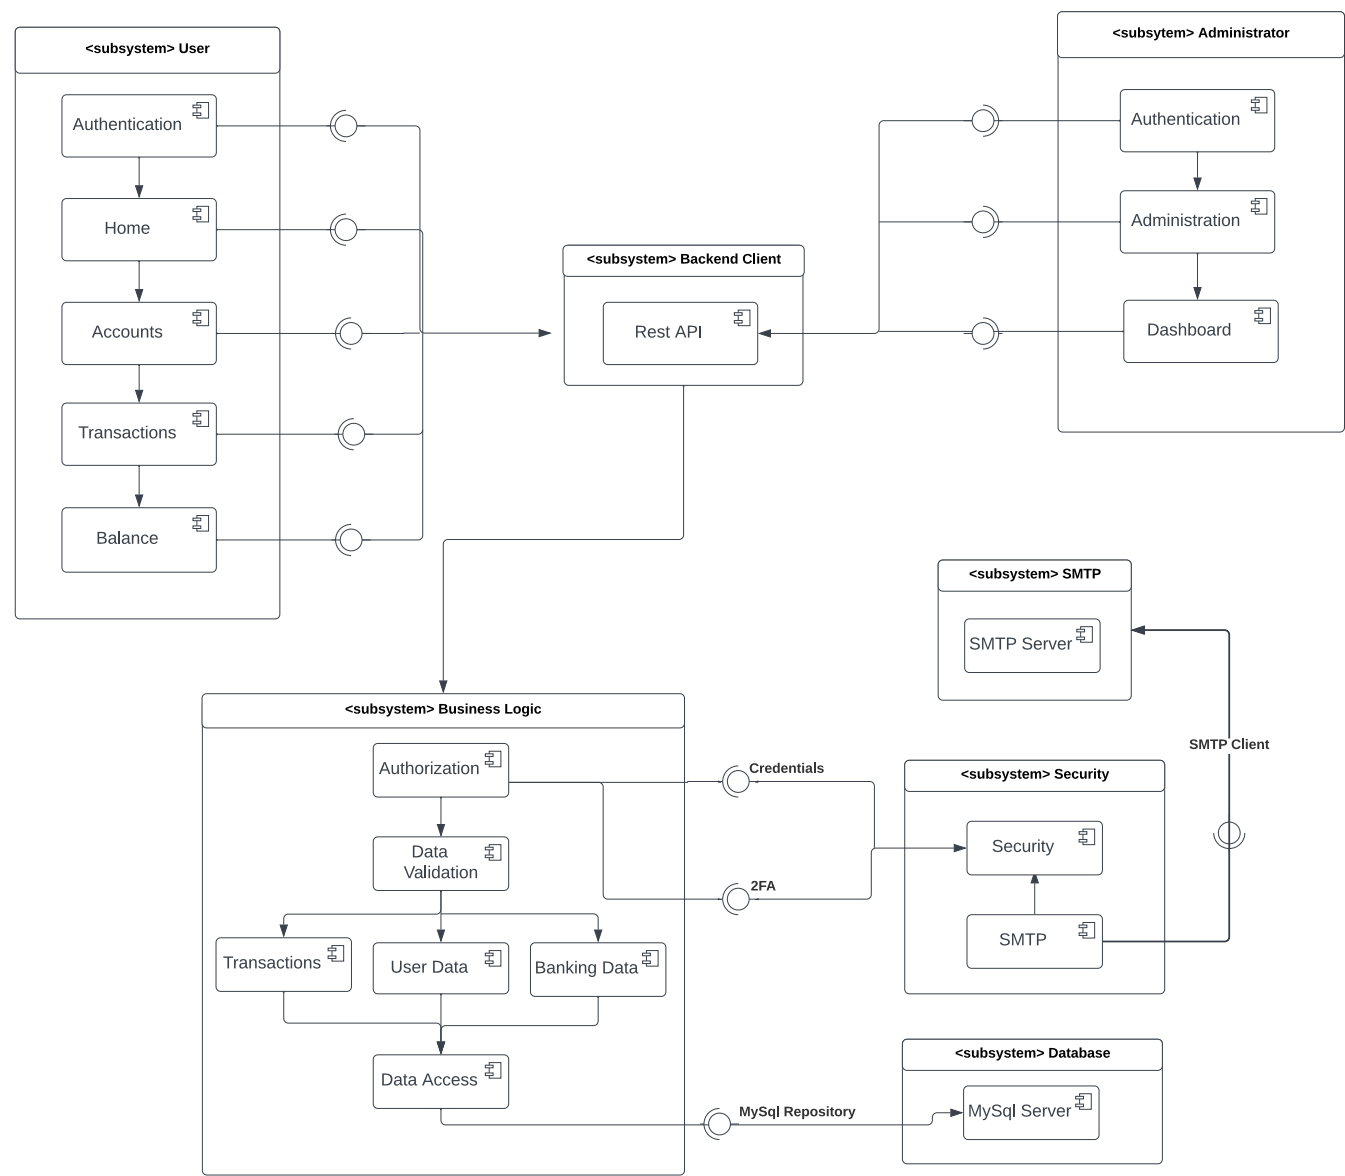 <subsystem> User
Authentication
Home
Accounts
Transactions
Balance
<subsystem> Backend Client
Rest API
<subsytem> Administrator
Authentication
Administration
Dashboard
<subsystem> SMTP
SMTP Server
SMTP Client
<subsystem> Business Logic
Authorization
Data
Validation
Transactions
User Data
Banking Data
Data Access
Credentials
2FA
<subsystem> Security
Security
SMTP
MySql Repository
<subsystem> Database
MySql Server